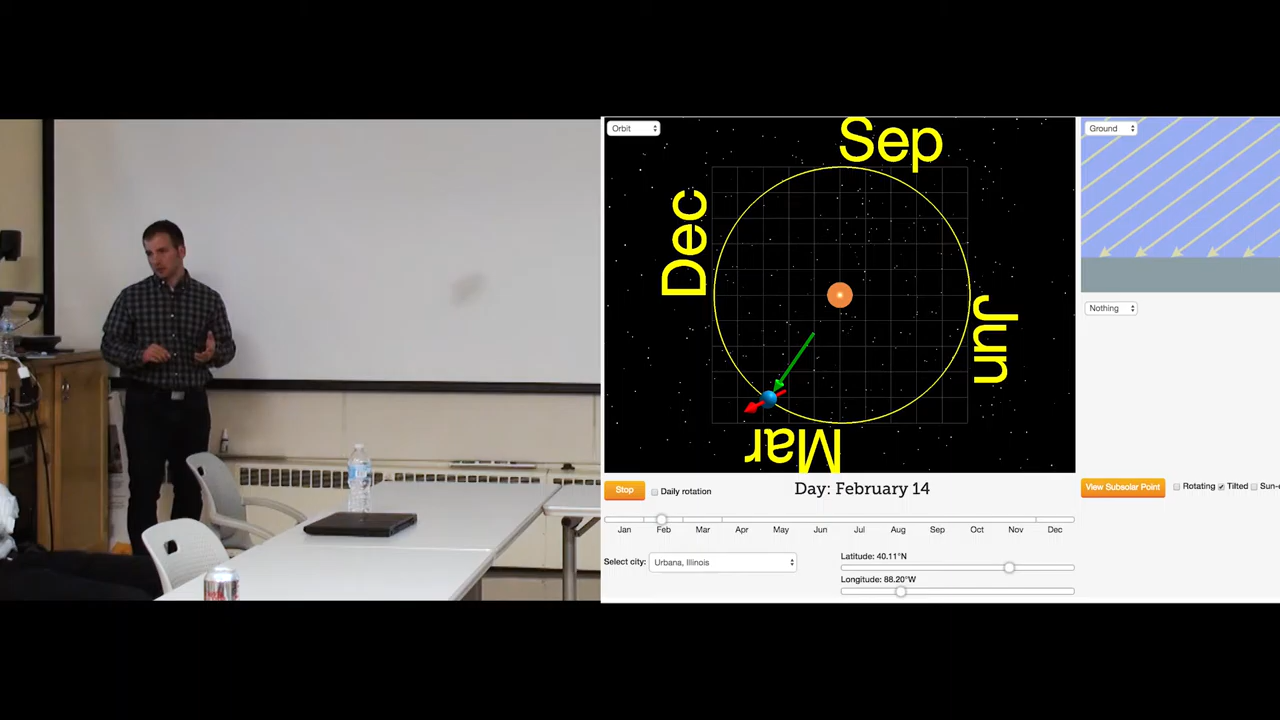 Orbit
Ground
Sep
Dec
Jun
Mar
Nothing
Stop
Daily rotation
Day: February 14
View Subsolar Point
Rotating
Tilted
Sun-e
Jan Feb Mar Apr May Jun Jul Aug Sep Oct Nov Dec
Select city:
Urbana, Illinois
Latitude: 40.11°N
Longitude: 88.20°W